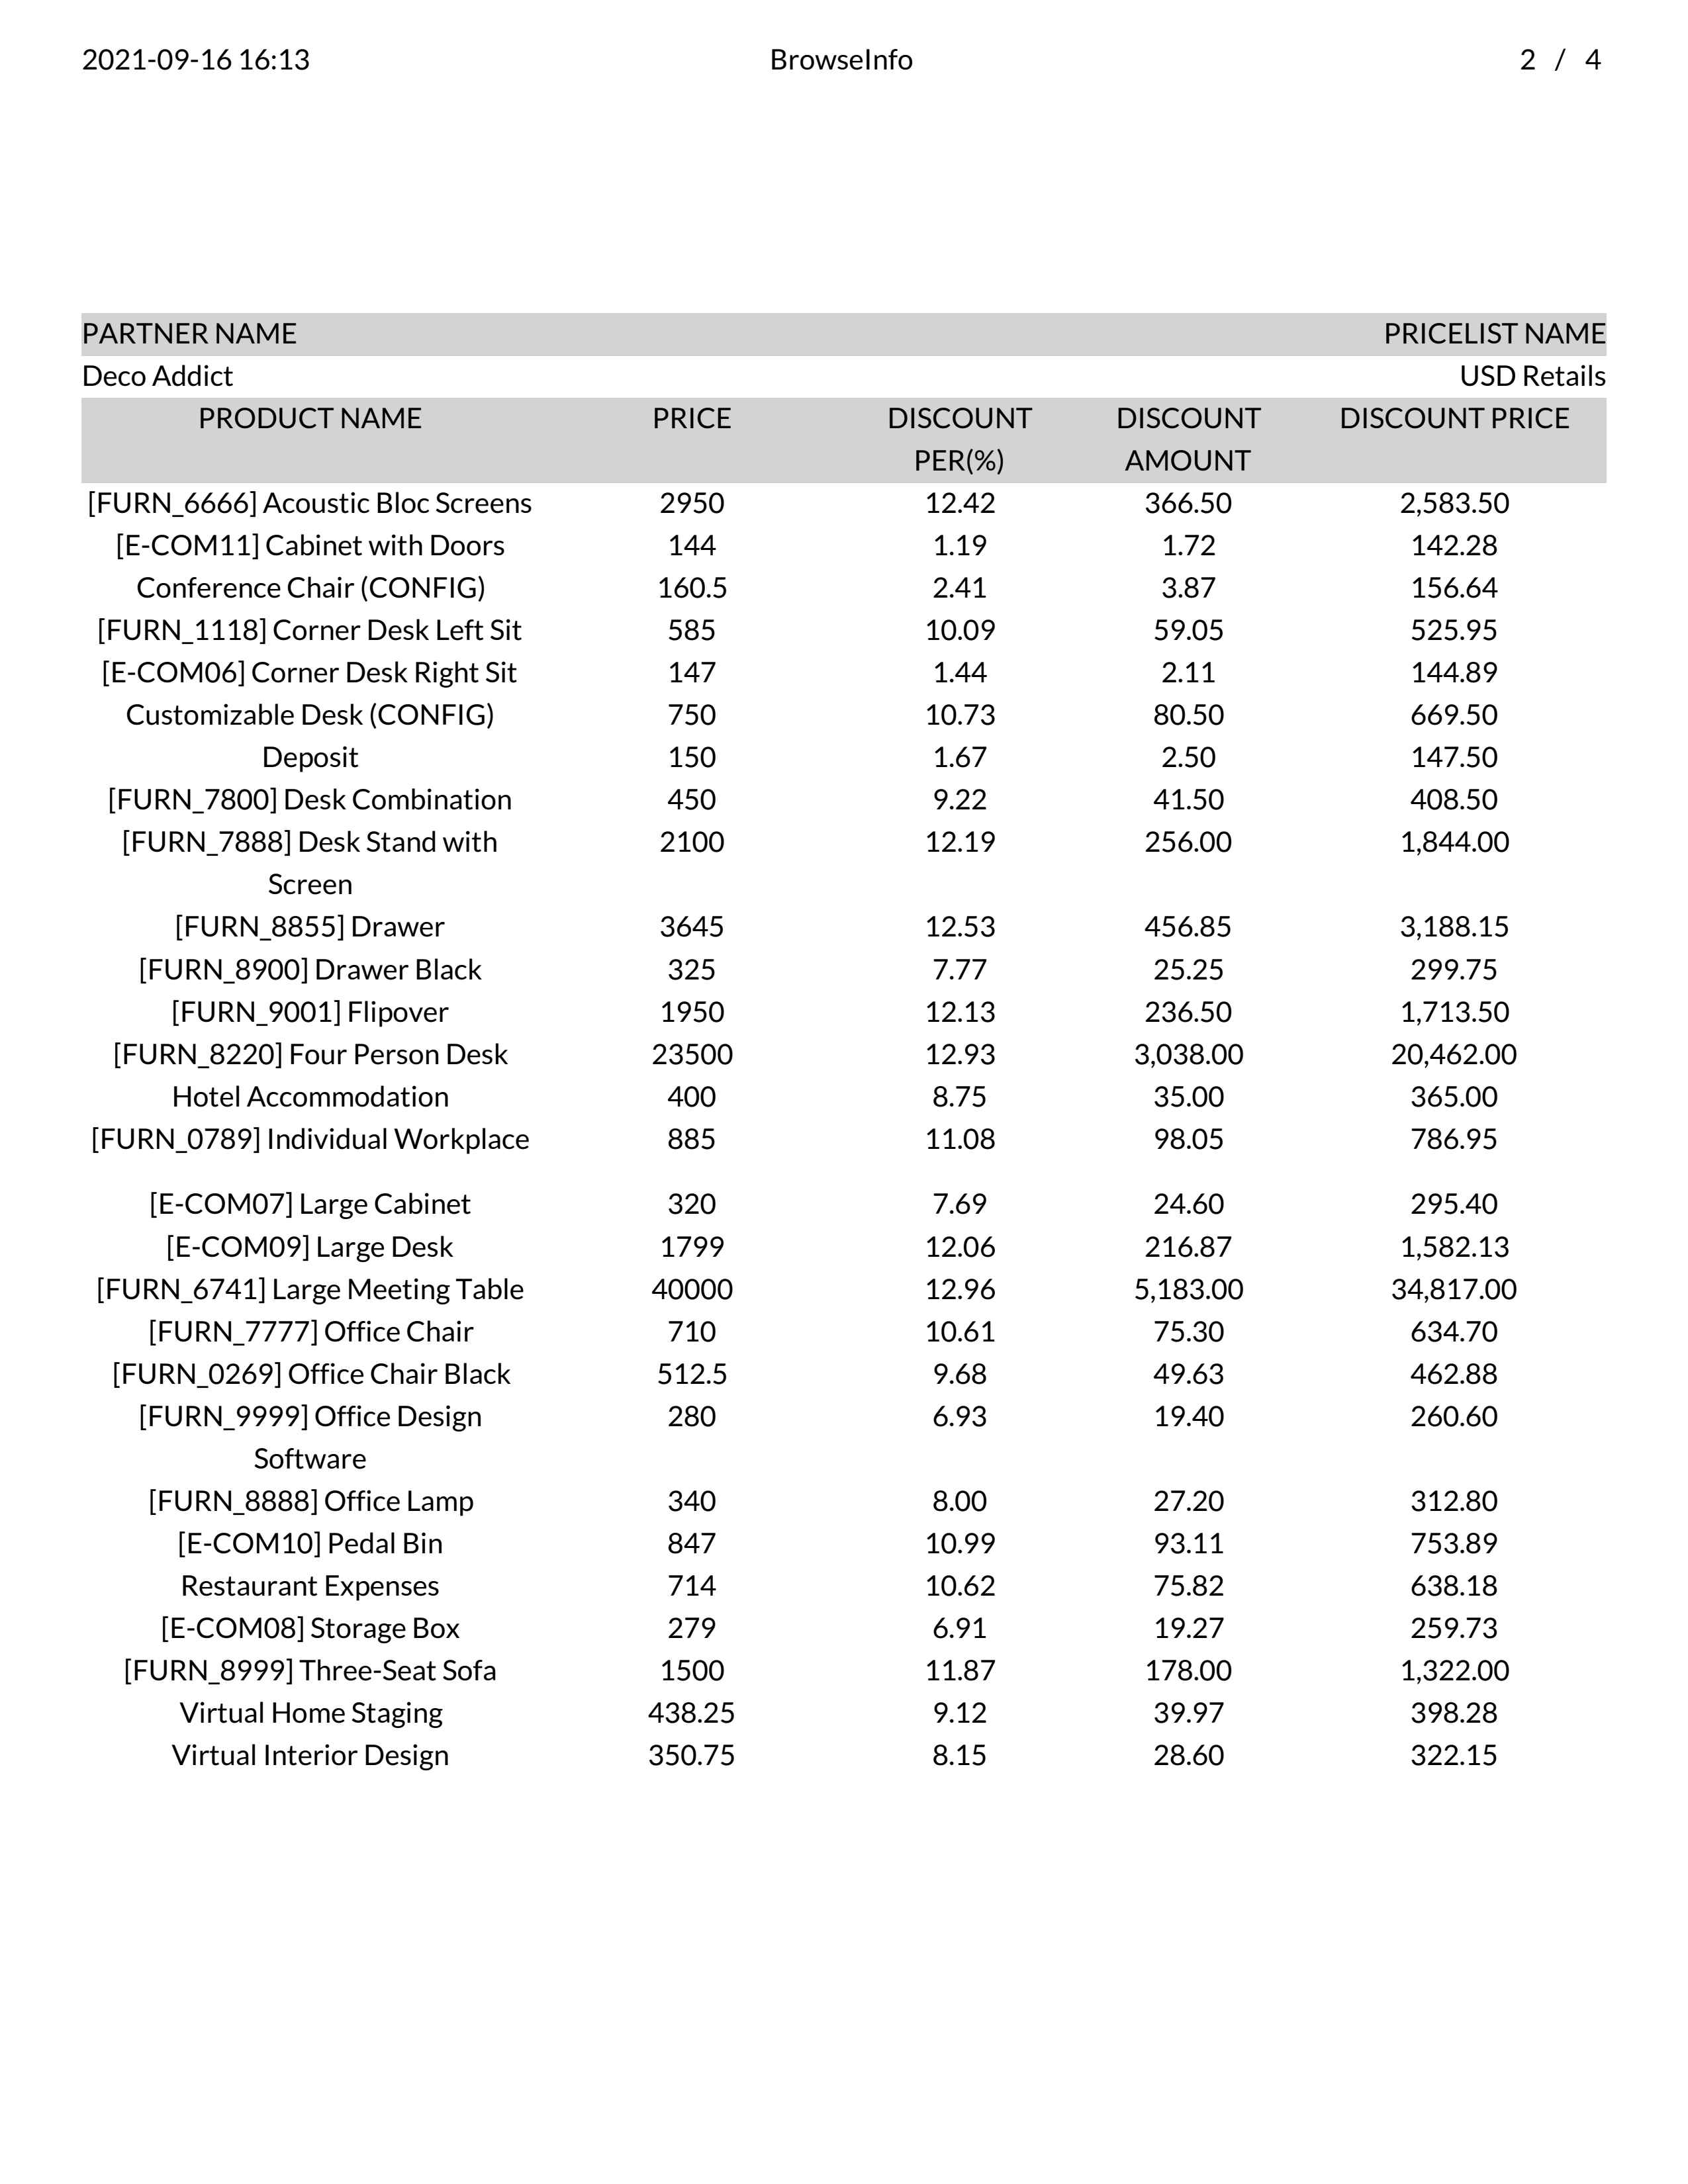 2021-09-16 16:13 BrowseInfo 2 / 4
PARTNER NAME PRICELIST NAME
Deco Addict USD Retails
PRODUCT NAME PRICE DISCOUNT DISCOUNT DISCOUNT PRICE
PER(%) AMOUNT
[FURN_6666] Acoustic Bloc Screens 2950 12.42 366.50 2,583.50
[E-COM11] Cabinet with Doors 144 1.19 1.72 142.28
Conference Chair (CONFIG) 160.5 2.41 3.87 156.64
[FURN_1118] Corner Desk Left Sit 585 10.09 59.05 525.95
[E-COM06] Corner Desk Right Sit 147 1.44 2.11 144.89
Customizable Desk (CONFIG) 750 10.73 80.50 669.50
Deposit 150 1.67 2.50 147.50
[FURN_7800] Desk Combination 450 9.22 41.50 408.50
[FURN_7888] Desk Stand with 2100 12.19 256.00 1,844.00
Screen
[FURN_8855] Drawer 3645 12.53 456.85 3,188.15
[FURN_8900] Drawer Black 325 7.77 25.25 299.75
[FURN_9001] Flipover 1950 12.13 236.50 1,713.50
[FURN_8220] Four Person Desk 23500 12.93 3,038.00 20,462.00
Hotel Accommodation 400 8.75 35.00 365.00
[FURN_0789] Individual Workplace 885 11.08 98.05 786.95
[E-COM07] Large Cabinet 320 7.69 24.60 295.40
[E-COM09] Large Desk 1799 12.06 216.87 1,582.13
[FURN_6741] Large Meeting Table 40000 12.96 5,183.00 34,817.00
[FURN_7777] Office Chair 710 10.61 75.30 634.70
[FURN_0269] Office Chair Black 512.5 9.68 49.63 462.88
[FURN_9999] Office Design 280 6.93 19.40 260.60
Software
[FURN_8888] Office Lamp 340 8.00 27.20 312.80
[E-COM10] Pedal Bin 847 10.99 93.11 753.89
Restaurant Expenses 714 10.62 75.82 638.18
[E-COM08] Storage Box 279 6.91 19.27 259.73
[FURN_8999] Three-Seat Sofa 1500 11.87 178.00 1,322.00
Virtual Home Staging 438.25 9.12 39.97 398.28
Virtual Interior Design 350.75 8.15 28.60 322.15